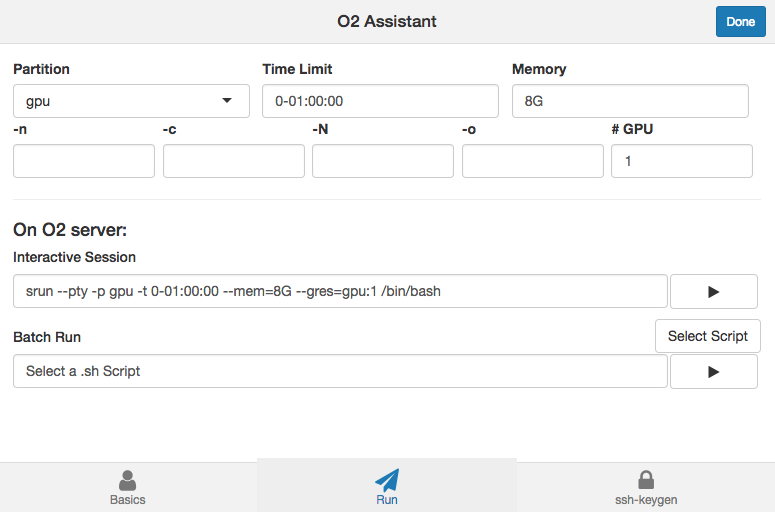 O2 Assistant
Done
Partition Time Limit Memory
gpu 0-01:00:00 8G
-n -c -N -o # GPU
1
On O2 server:
Interactive Session
srun --pty -p gpu -t 0-01:00:00 --mem=8G --gres=gpu:1 /bin/bash
Batch Run
Select Script
Select a .sh Script
Basics Run ssh-keygen